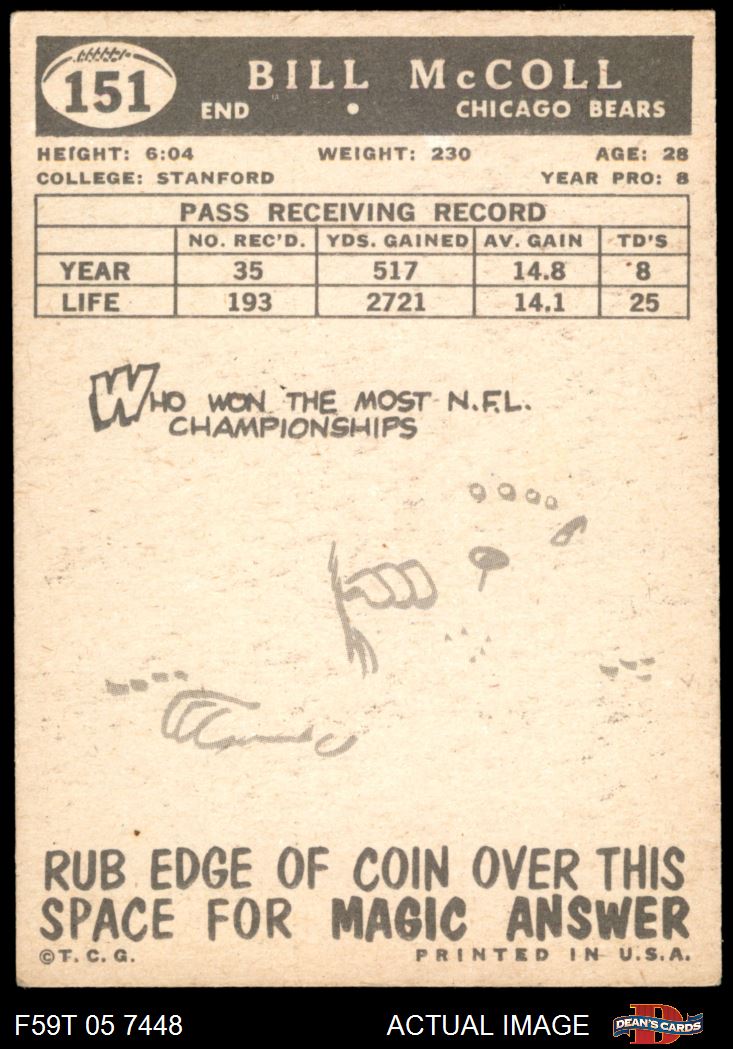 151
BILL McCOLL
END • CHICAGO BEARS
HEIGHT: 6:04 WEIGHT: 230 AGE: 28
COLLEGE: STANFORD YEAR PRO: 8
PASS RECEIVING RECORD
NO. REC'D. YDS. GAINED AV. GAIN TD'S
YEAR 35 517 14.8 8
LIFE 193 2721 14.1 25
WHO WON THE MOST N.F.L.
CHAMPIONSHIPS
RUB EDGE OF COIN OVER THIS
SPACE FOR MAGIC ANSWER
© T. C. G. PRINTED IN U.S.A.
F59T 05 7448 ACTUAL IMAGE DEAN'S CARDS